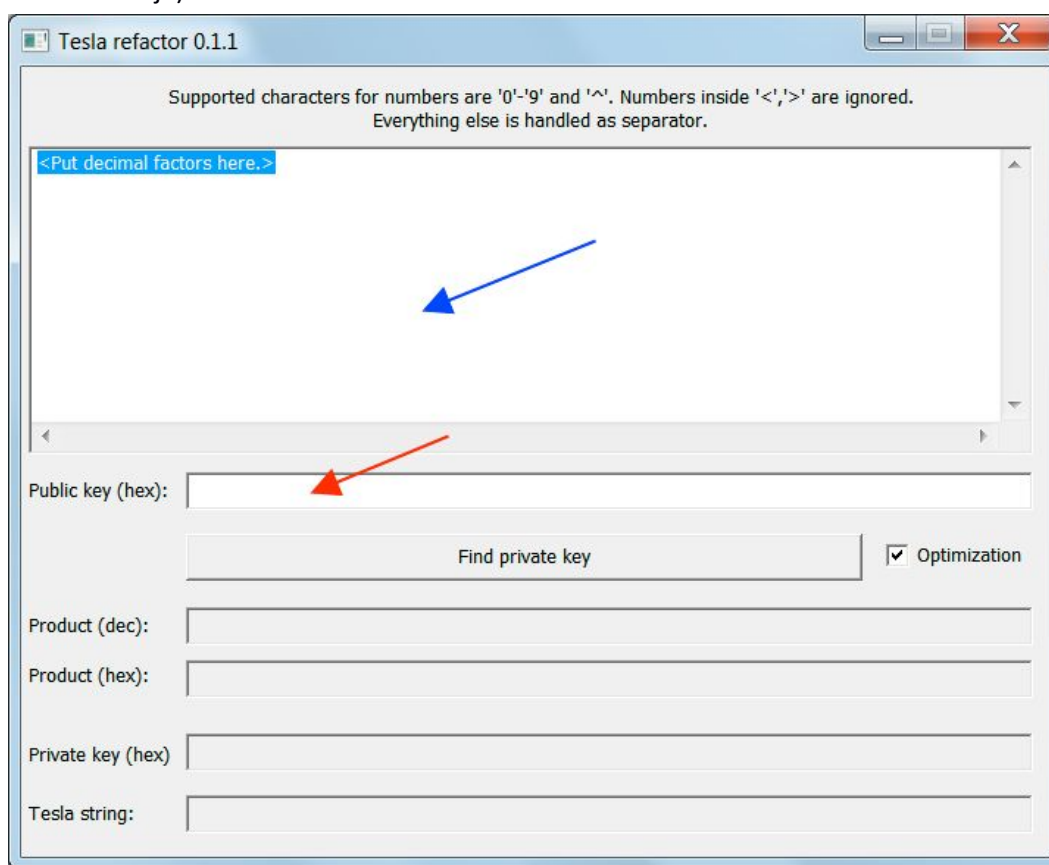 Tesla refactor 0.1.1
Supported characters for numbers are '0'-'9' and '^'. Numbers inside '<','>' are ignored.
Everything else is handled as separator.
<Put decimal factors here.>
Public key (hex):
Find private key
Optimization
Product (dec):
Product (hex):
Private key (hex)
Tesla string: